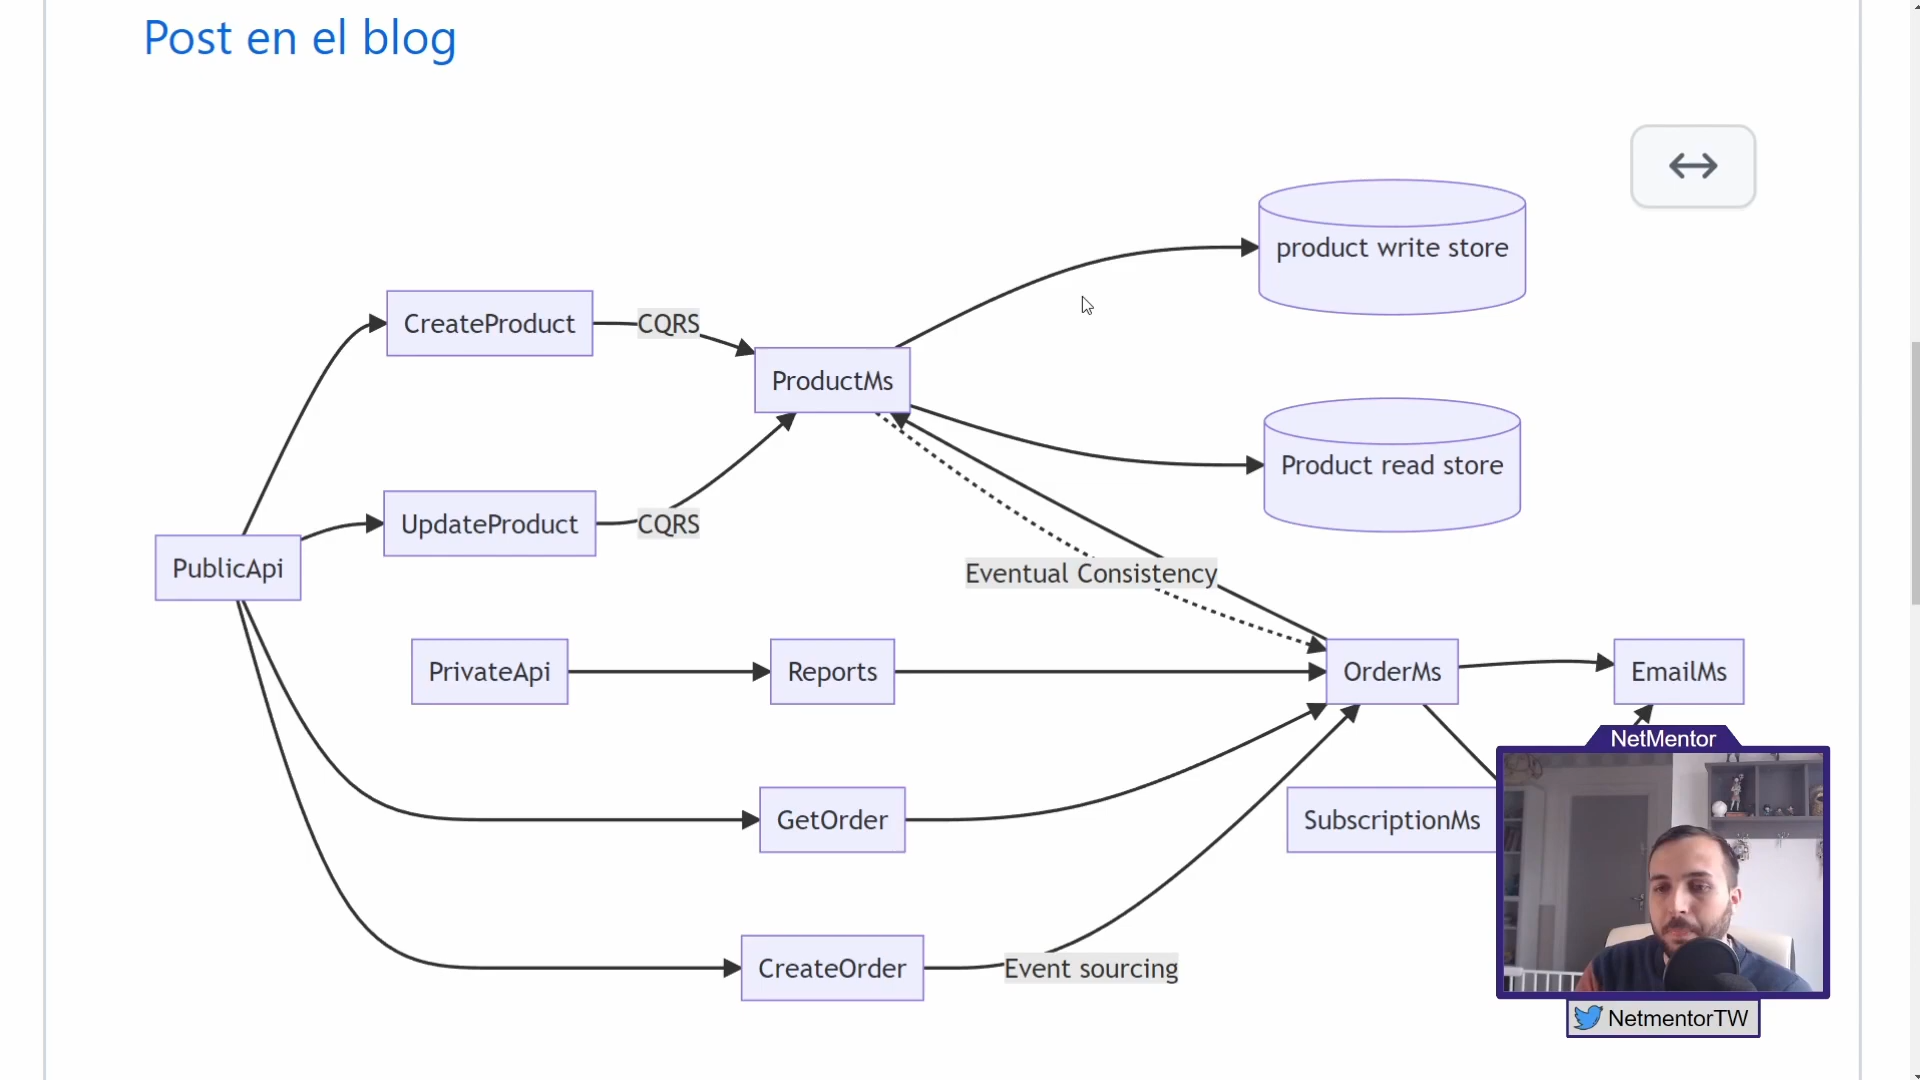 Post en el blog
product write store
CreateProduct
CQRS
ProductMs
Product read store
UpdateProduct
CQRS
PublicApi
Eventual Consistency
PrivateApi
Reports
OrderMs
EmailMs
NetMentor
GetOrder
SubscriptionMs
CreateOrder
Event sourcing
NetmentorTW